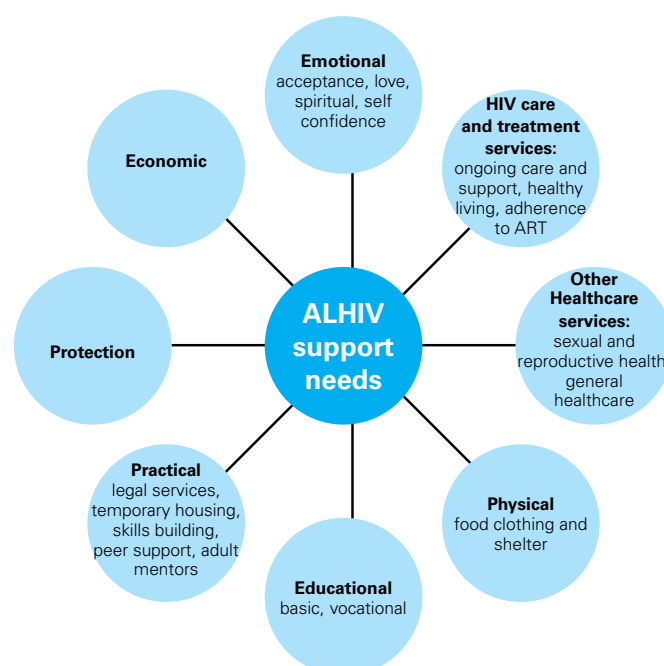 Emotional
acceptance, love,
spiritual, self
confidence
HIV care
and treatment
services:
ongoing care and
support, healthy
living, adherence
to ART
Economic
Other
Healthcare
services:
sexual and
reproductive health
general
healthcare
ALHIV
support
needs
Protection
Practical
legal services,
temporary housing,
skills building,
peer support, adult
mentors
Physical
food clothing and
shelter
Educational
basic, vocational